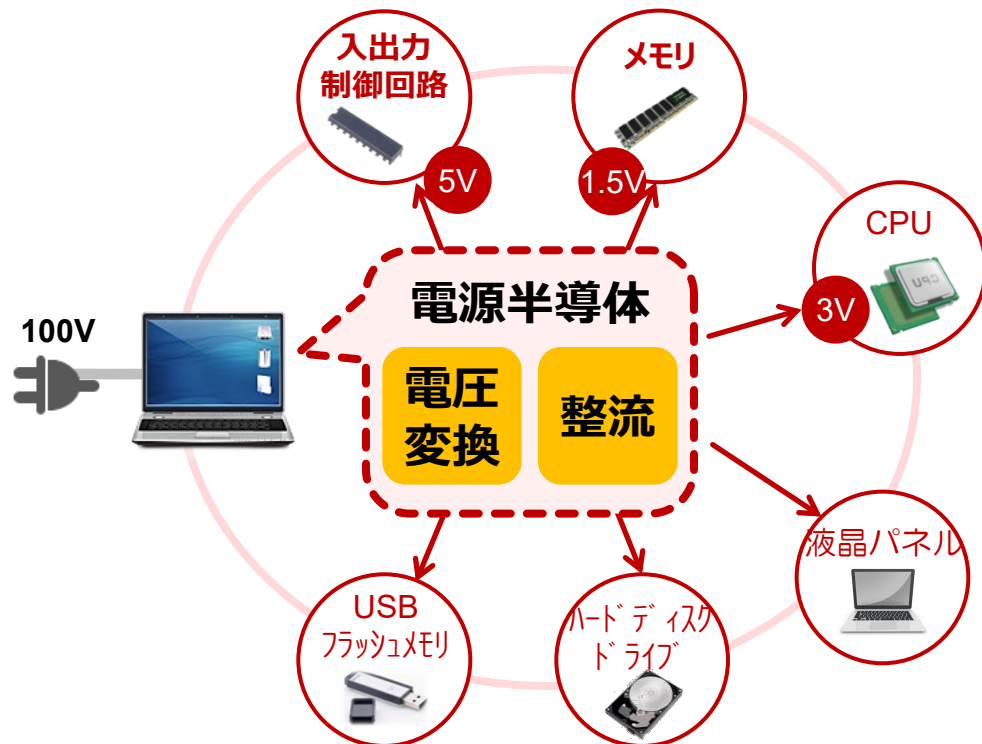 入出力
制御回路
メモリ
5V
1.5V
CPU
cpu
3V
電源半導体
100V
電圧
変換
整流
液晶パネル
USB
フラッシュメモリ
ハードディスク
ドライブ